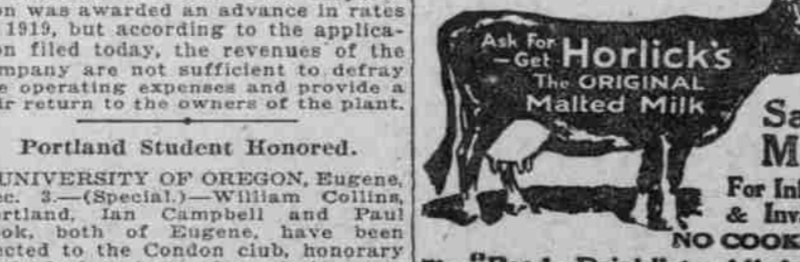 on was awarded an advance in rates
1919, but according to the applica-
on filed today, the revenues of the
mpany are not sufficient to defray
e operating expenses and provide a
ir return to the owners of the plant.
Portland Student Honored.
UNIVERSITY OF OREGON, Eugene,
ec. 3.—(Special.)—William Collins,
ortland, Ian Campbell and Paul
ok, both of Eugene, have been
ected to the Condon club, honorary
Ask For
—Get Horlick's
The ORIGINAL
Malted Milk
Sa
M
For In
& Inv
NO COOK